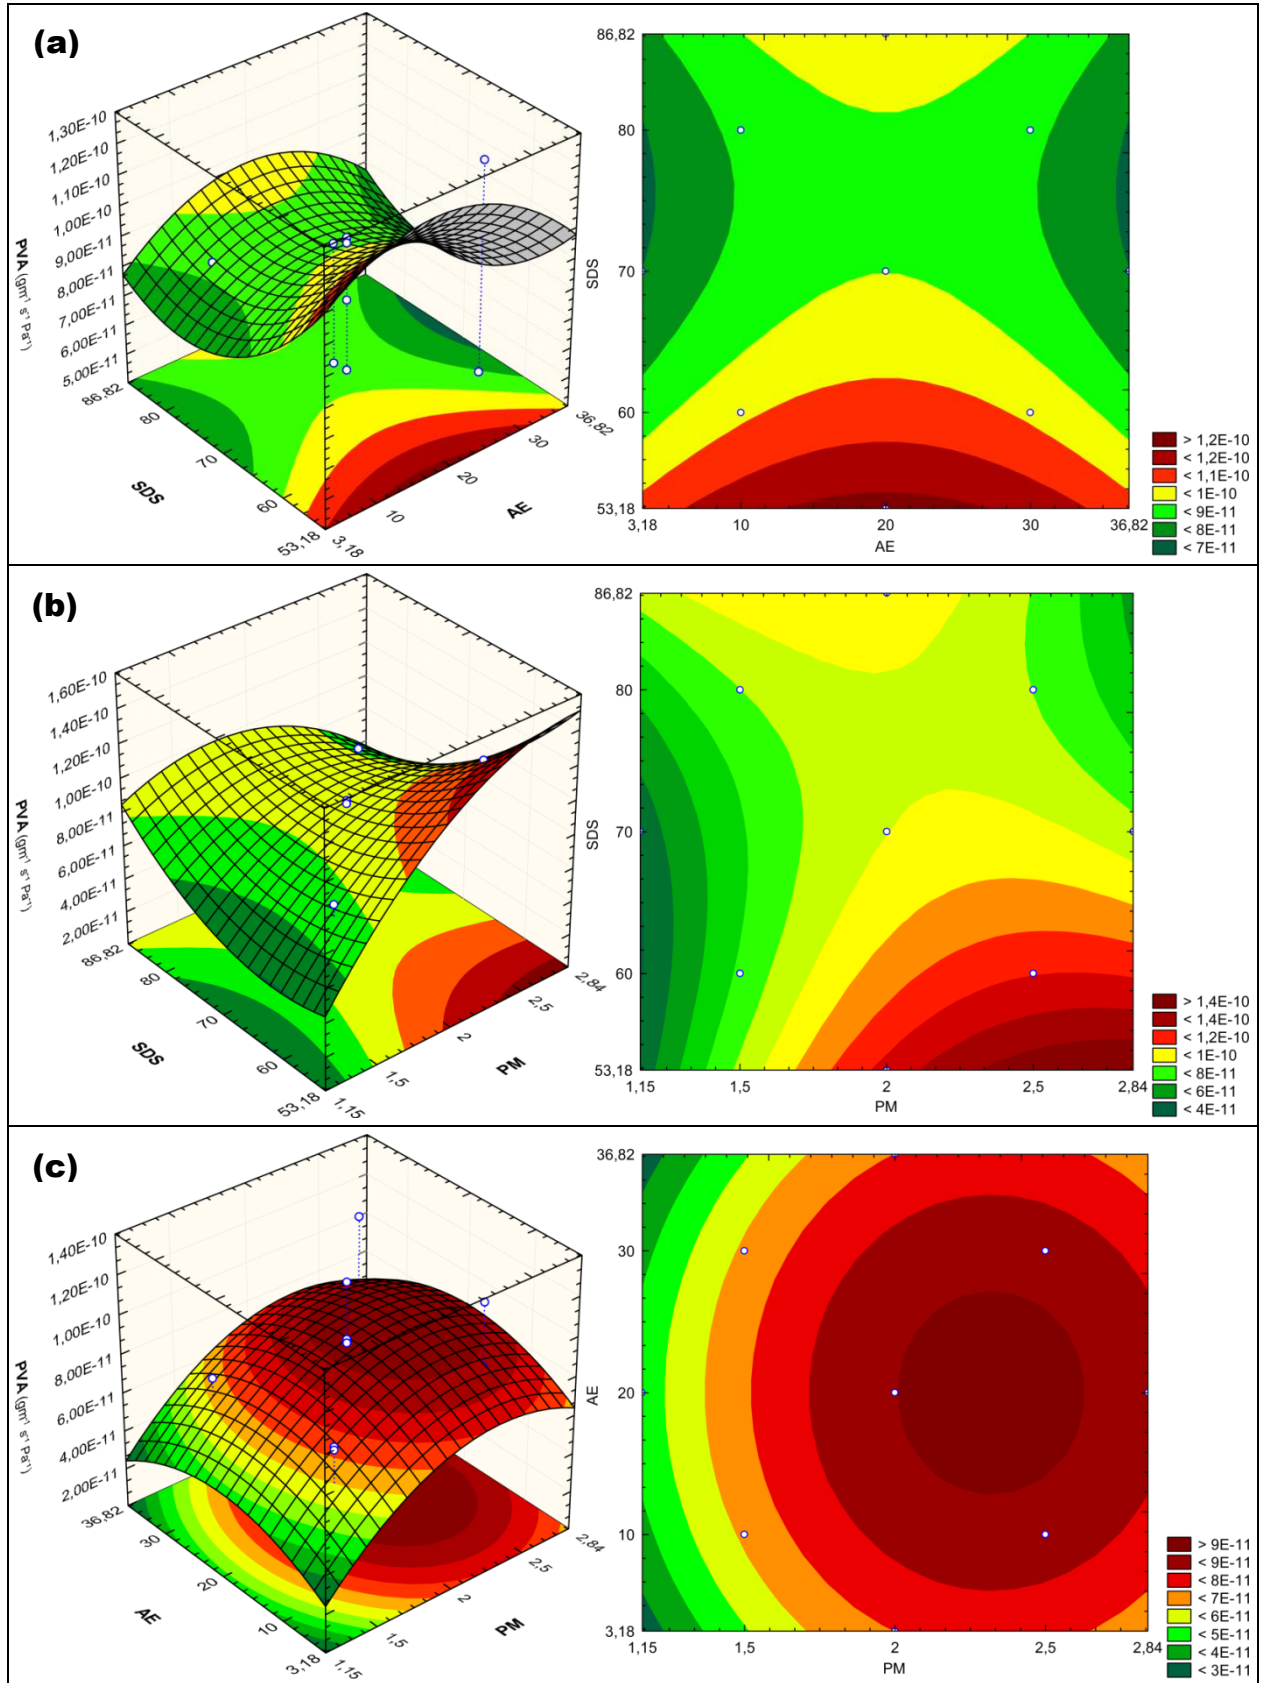 (a)
1,30E-10
1,20E-10
1,10E-10
1,00E-10
9,00E-11
8,00E-11
7,00E-11
6,00E-11
5,00E-11
PVA (gm¹ s⁻¹ Pa⁻¹)
86,82
80
70
60
53,18
SDS
3,18
10
20
30
36,82
AE
86,82
80
70
60
53,18
SDS
3,18
10
20
30
36,82
AE
> 1,2E-10
< 1,2E-10
< 1,1E-10
< 1E-10
< 9E-11
< 8E-11
< 7E-11
(b)
1,60E-10
1,40E-10
1,20E-10
1,00E-10
8,00E-11
6,00E-11
4,00E-11
2,00E-11
PVA (gm¹ s⁻¹ Pa⁻¹)
86,82
80
70
60
53,18
SDS
1,15
1,5
2
2,5
2,84
PM
86,82
80
70
60
53,18
SDS
1,15
1,5
2
2,5
2,84
PM
> 1,4E-10
< 1,4E-10
< 1,2E-10
< 1E-10
< 8E-11
< 6E-11
< 4E-11
(c)
1,40E-10
1,20E-10
1,00E-10
8,00E-11
6,00E-11
4,00E-11
2,00E-11
PVA (gm¹ s⁻¹ Pa⁻¹)
36,82
30
20
10
3,18
AE
1,15
1,5
2
2,5
2,84
PM
36,82
30
20
10
3,18
AE
1,15
1,5
2
2,5
2,84
PM
> 9E-11
< 9E-11
< 8E-11
< 7E-11
< 6E-11
< 5E-11
< 4E-11
< 3E-11